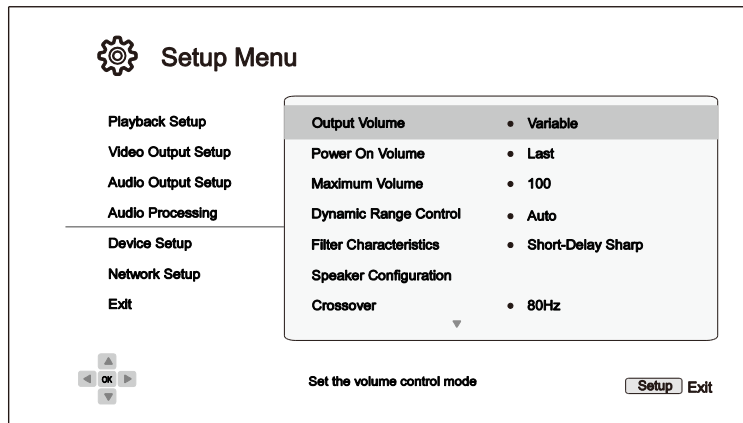 Setup Menu
Playback Setup
Video Output Setup
Audio Output Setup
Audio Processing
Device Setup
Network Setup
Exit
Output Volume • Variable
Power On Volume • Last
Maximum Volume • 100
Dynamic Range Control • Auto
Filter Characteristics • Short-Delay Sharp
Speaker Configuration
Crossover • 80Hz
OK
Set the volume control mode
Setup Exit